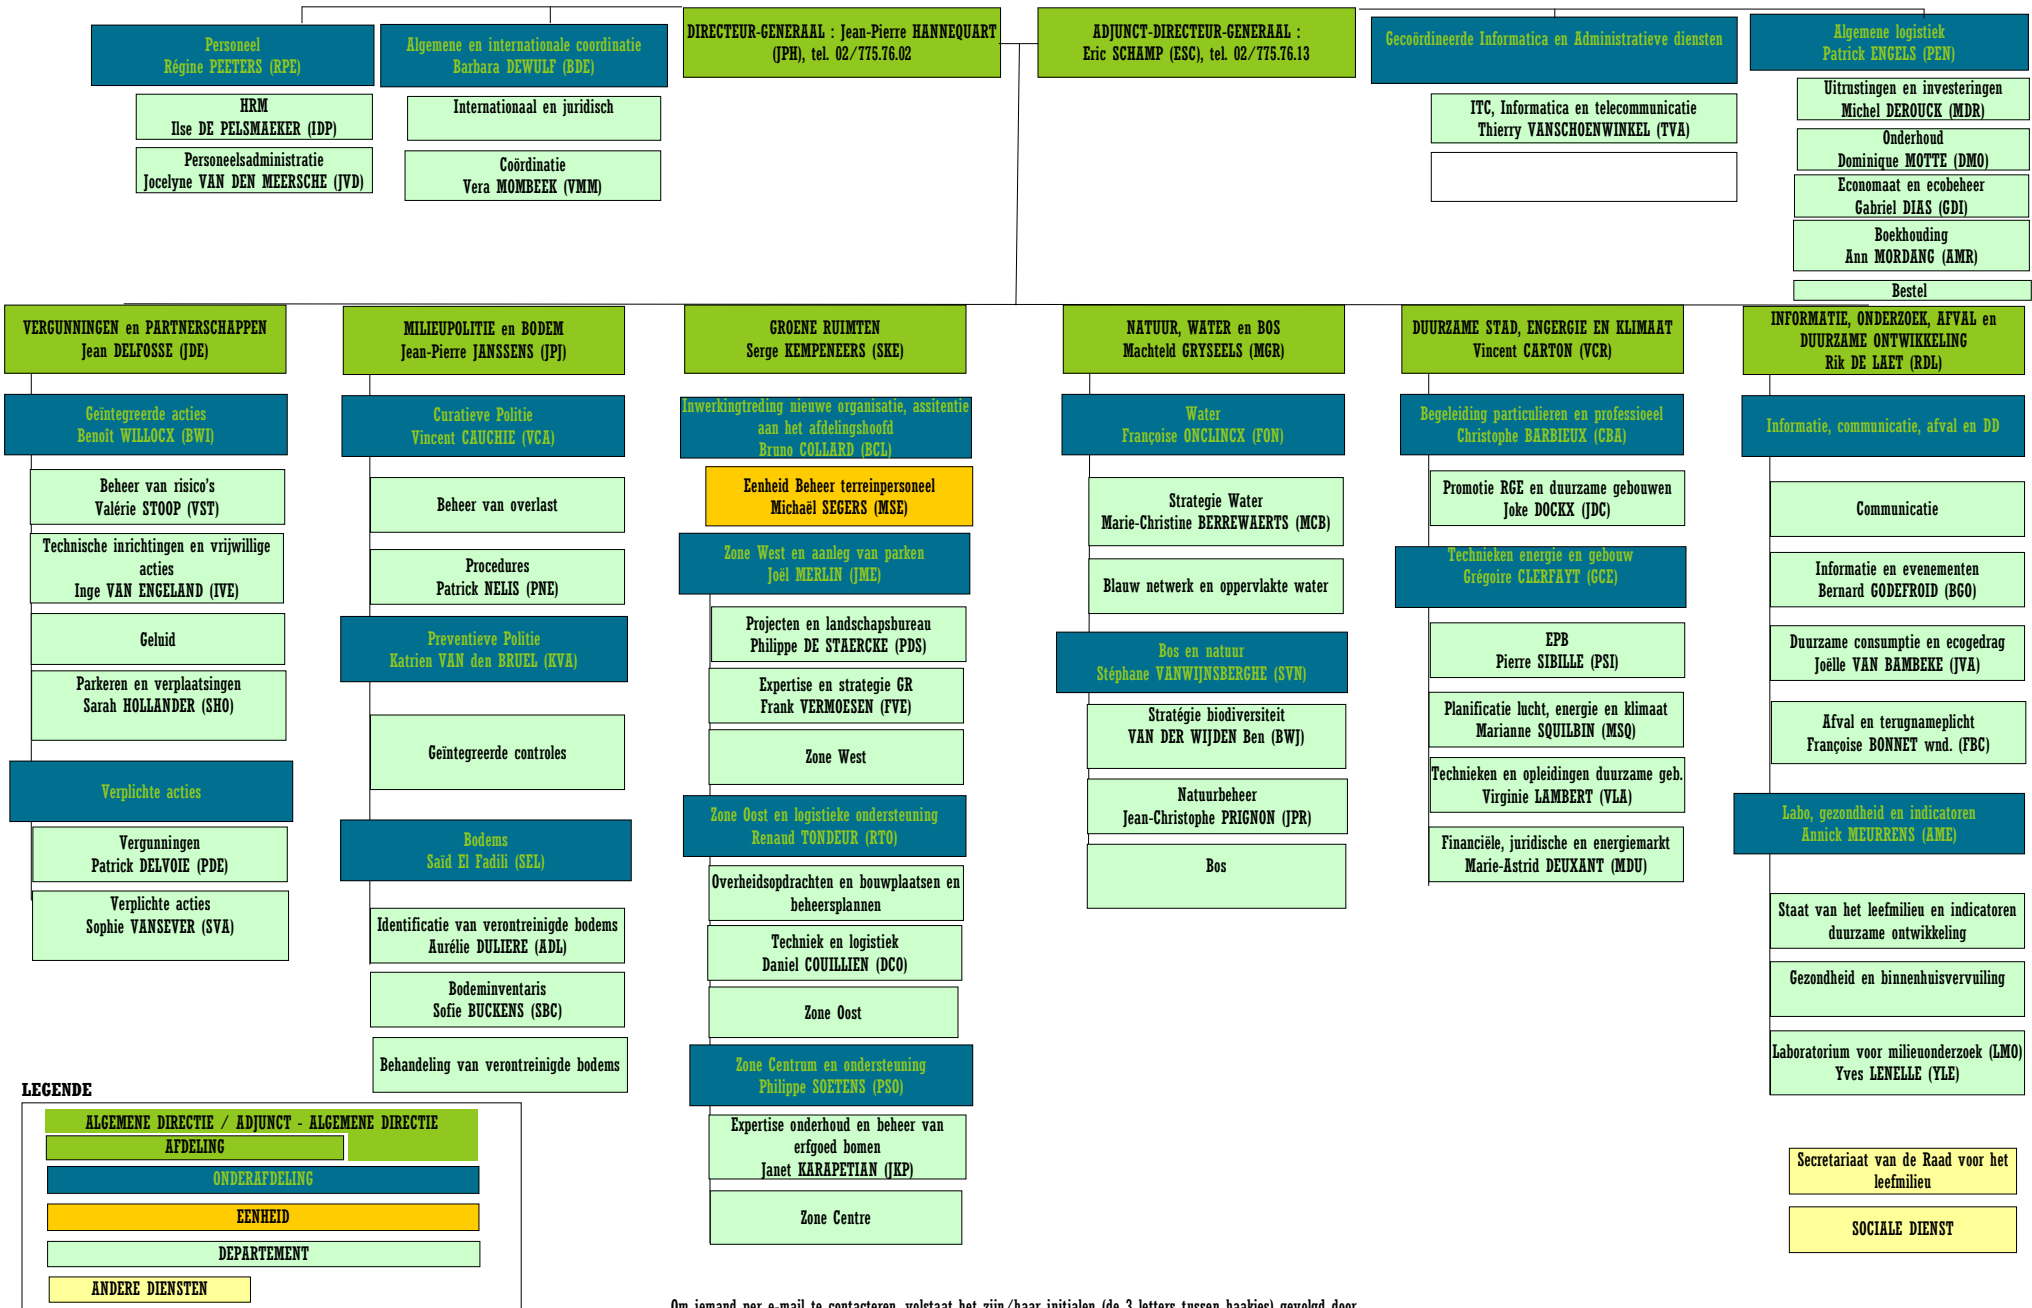 DIRECTEUR-GENERAAL : Jean-Pierre HANNEQUART
(JPH), tel. 02/775.76.02
ADJUNCT-DIRECTEUR-GENERAAL :
Eric SCHAMP (ESC), tel. 02/775.76.13
Personeel
Régine PEETERS (RPE)
HRM
Ilse DE PELSMAEKER (IDP)
Personeelsadministratie
Jocelyne VAN DEN MEERSCHE (JVD)
Algemene en internationale coordinatie
Barbara DEWULF (BDE)
Internationaal en juridisch
Coördinatie
Vera MOMBEEK (VMM)
Gecoördineerde Informatica en Administratieve diensten
ITC, Informatica en telecommunicatie
Thierry VANSCHOENWINKEL (TVA)
Algemene logistiek
Patrick ENGELS (PEN)
Uitrustingen en investeringen
Michel DEROUCK (MDR)
Onderhoud
Dominique MOTTE (DMO)
Economaat en ecobeheer
Gabriel DIAS (GDI)
Boekhouding
Ann MORDANG (AMR)
Bestel
VERGUNNINGEN en PARTNERSCHAPPEN
Jean DELFOSSE (JDE)
Geïntegreerde acties
Benoît WILLOCX (BWI)
Beheer van risico's
Valérie STOOP (VST)
Technische inrichtingen en vrijwillige
acties
Inge VAN ENGELAND (IVE)
Geluid
Parkeren en verplaatsingen
Sarah HOLLANDER (SHO)
Verplichte acties
Vergunningen
Patrick DELVOIE (PDE)
Verplichte acties
Sophie VANSEVER (SVA)
MILIEUPOLITIE en BODEM
Jean-Pierre JANSSENS (JPJ)
Curatieve Politie
Vincent CAUCHIE (VCA)
Beheer van overlast
Procedures
Patrick NELIS (PNE)
Preventieve Politie
Katrien VAN den BRUEL (KVA)
Geïntegreerde controles
Bodems
Saïd El Fadili (SEL)
Identificatie van verontreinigde bodems
Aurélie DULIERE (ADL)
Bodeminventaris
Sofie BUCKENS (SBC)
Behandeling van verontreinigde bodems
GROENE RUIMTEN
Serge KEMPENEERS (SKE)
Inwerkingtreding nieuwe organisatie, assitentie
aan het afdelingshoofd
Bruno COLLARD (BCL)
Eenheid Beheer terreinpersoneel
Michaël SEGERS (MSE)
Zone West en aanleg van parken
Joël MERLIN (JME)
Projecten en landschapsbureau
Philippe DE STAERCKE (PDS)
Expertise en strategie GR
Frank VERMOESEN (FVE)
Zone West
Zone Oost en logistieke ondersteuning
Renaud TONDEUR (RTO)
Overheidsopdrachten en bouwplaatsen en
beheersplannen
Techniek en logistiek
Daniel COUILLIEN (DCO)
Zone Oost
Zone Centrum en ondersteuning
Philippe SOETENS (PSO)
Expertise onderhoud en beheer van
erfgoed bomen
Janet KARAPETIAN (JKP)
Zone Centre
NATUUR, WATER en BOS
Machteld GRYSEELS (MGR)
Water
Françoise ONCLINCX (FON)
Strategie Water
Marie-Christine BERREWAERTS (MCB)
Blauw netwerk en oppervlakte water
Bos en natuur
Stéphane VANWIJNSBERGHE (SVN)
Stratégie biodiversiteit
VAN DER WIJDEN Ben (BWJ)
Natuurbeheer
Jean-Christophe PRIGNON (JPR)
Bos
DUURZAME STAD, ENGERGIE EN KLIMAAT
Vincent CARTON (VCR)
Begeleiding particulieren en professioeel
Christophe BARBIEUX (CBA)
Promotie RGE en duurzame gebouwen
Joke DOCKX (JDC)
Technieken energie en gebouw
Grégoire CLERFAYT (GCE)
EPB
Pierre SIBILLE (PSI)
Planificatie lucht, energie en klimaat
Marianne SQUILBIN (MSQ)
Technieken en opleidingen duurzame geb.
Virginie LAMBERT (VLA)
Financiële, juridische en energiemarkt
Marie-Astrid DEUXANT (MDU)
INFORMATIE, ONDERZOEK, AFVAL en
DUURZAME ONTWIKKELING
Rik DE LAET (RDL)
Informatie, communicatie, afval en DD
Communicatie
Informatie en evenementen
Bernard GODEFROID (BGO)
Duurzame consumptie en ecogedrag
Joëlle VAN BAMBEKE (JVA)
Afval en terugnameplicht
Françoise BONNET wnd. (FBC)
Labo, gezondheid en indicatoren
Annick MEURRENS (AME)
Staat van het leefmilieu en indicatoren
duurzame ontwikkeling
Gezondheid en binnenhuisvervuiling
Laboratorium voor milieuonderzoek (LMO)
Yves LENELLE (YLE)
Secretariaat van de Raad voor het
leefmilieu
SOCIALE DIENST
LEGENDE
ALGEMENE DIRECTIE / ADJUNCT - ALGEMENE DIRECTIE
AFDELING
ONDERAFDELING
EENHEID
DEPARTEMENT
ANDERE DIENSTEN
Om iemand per e-mail te contacteren, volstaat het zijn/haar initialen (de 3 letters tussen haakjes) gevolgd door